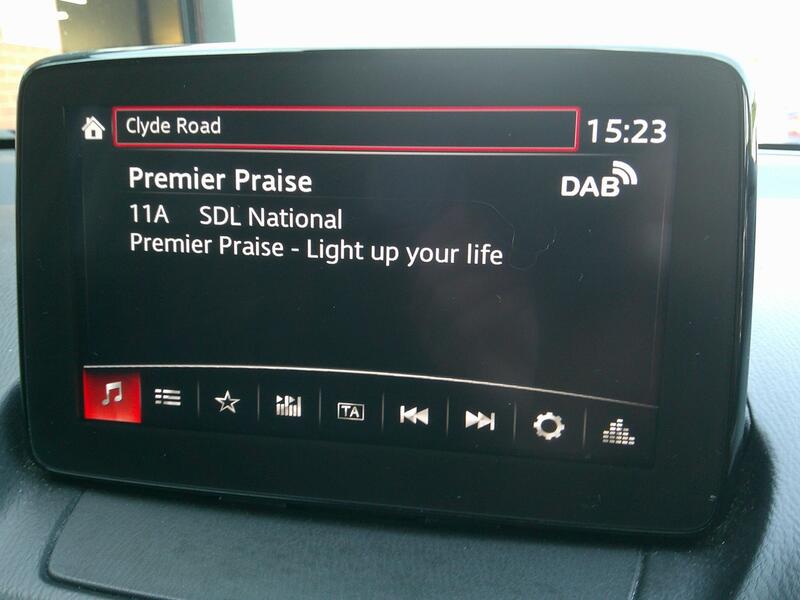 Clyde Road
15:23
Premier Praise
DAB
11A SDL National
Premier Praise - Light up your life
TA